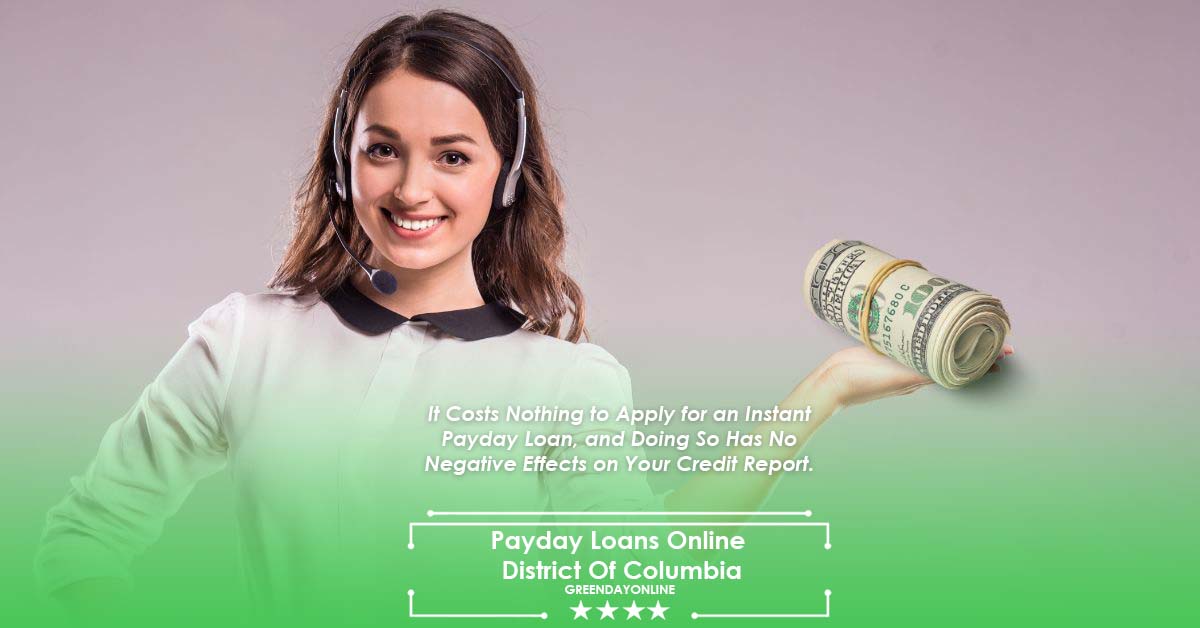 It Costs Nothing to Apply for an Instant
Payday Loan, and Doing So Has No
Negative Effects on Your Credit Report.
Payday Loans Online
District Of Columbia
GREENDAYONLINE
100